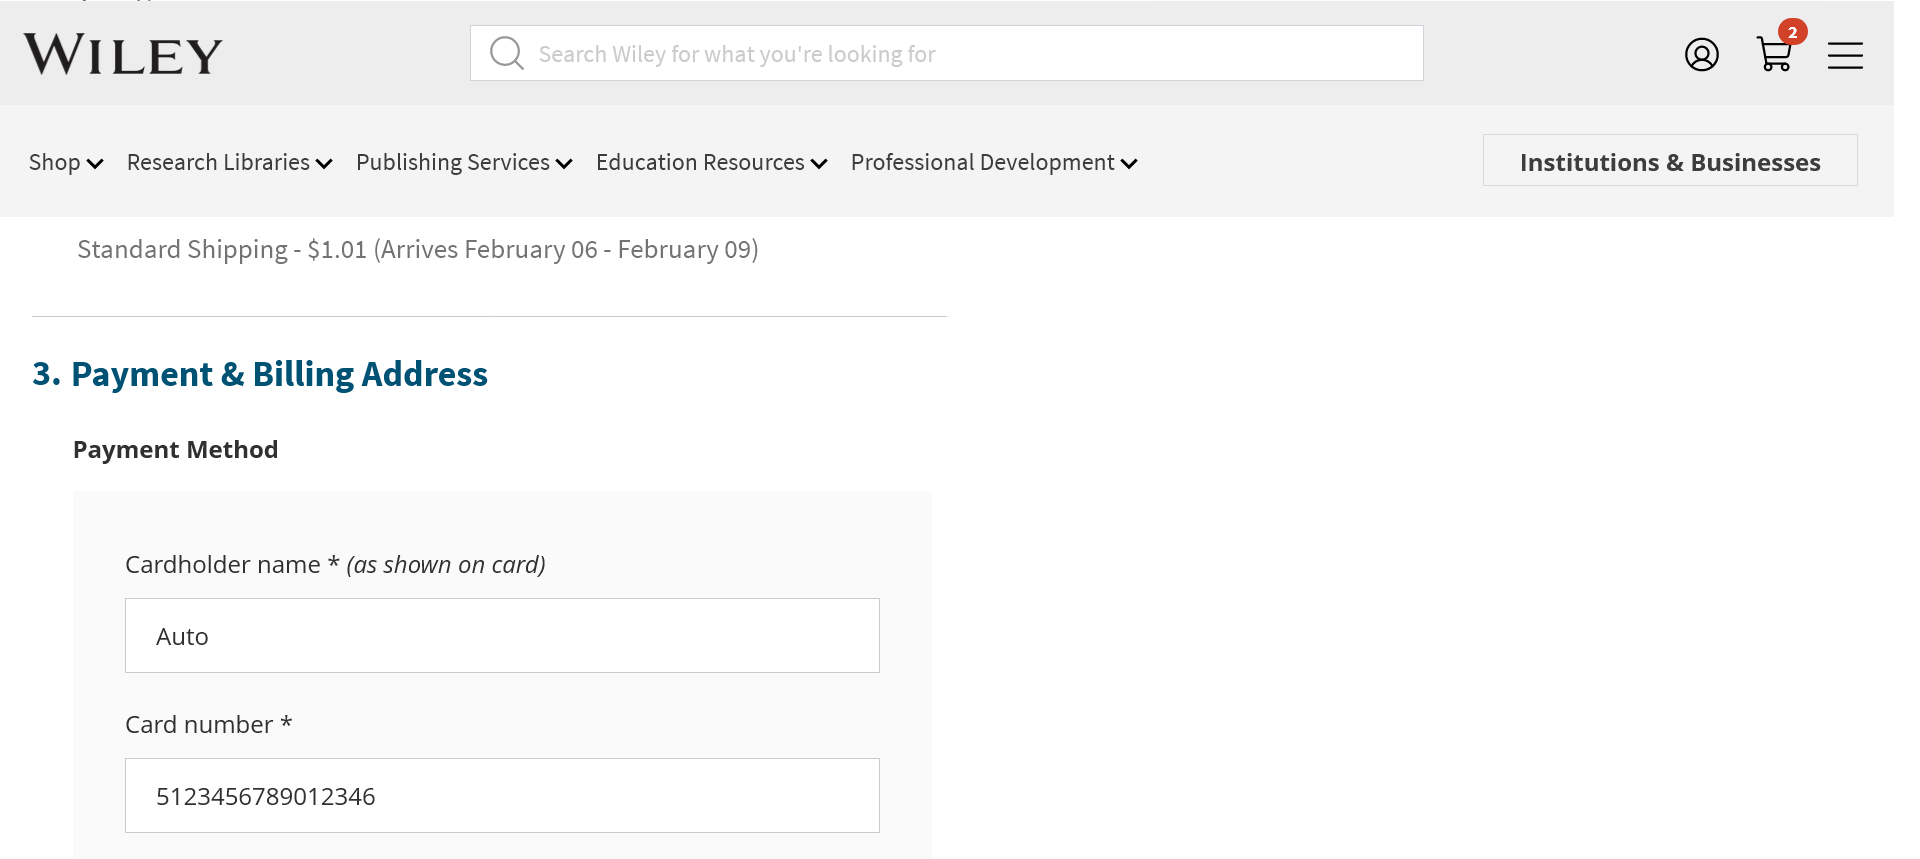 WILEY
Search Wiley for what you're looking for
2
Shop
Research Libraries
Publishing Services
Education Resources
Professional Development
Institutions & Businesses
Standard Shipping - $1.01 (Arrives February 06 - February 09)
3. Payment & Billing Address
Payment Method
Cardholder name * (as shown on card)
Auto
Card number *
5123456789012346